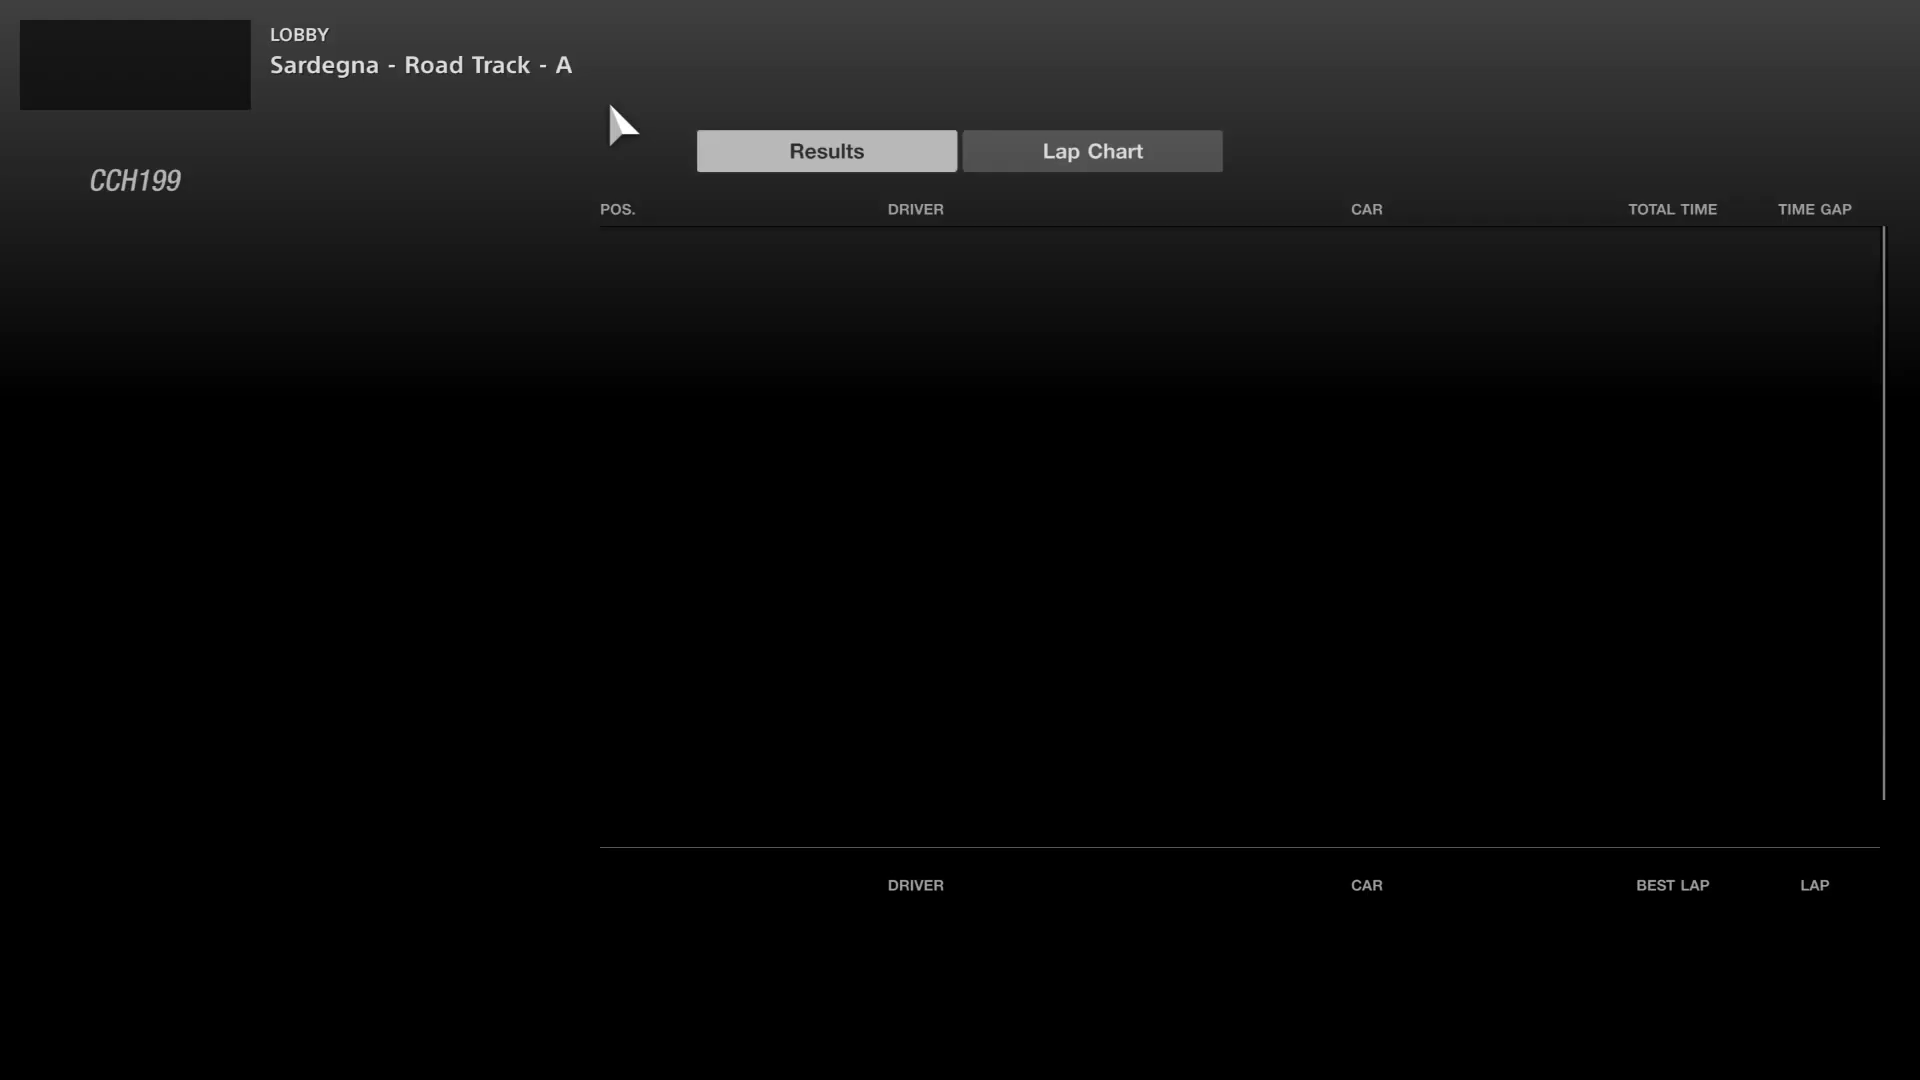 LOBBY
Sardegna - Road Track - A
Results
Lap Chart
CCH199
POS.
DRIVER
CAR
TOTAL TIME
TIME GAP
DRIVER
CAR
BEST LAP
LAP